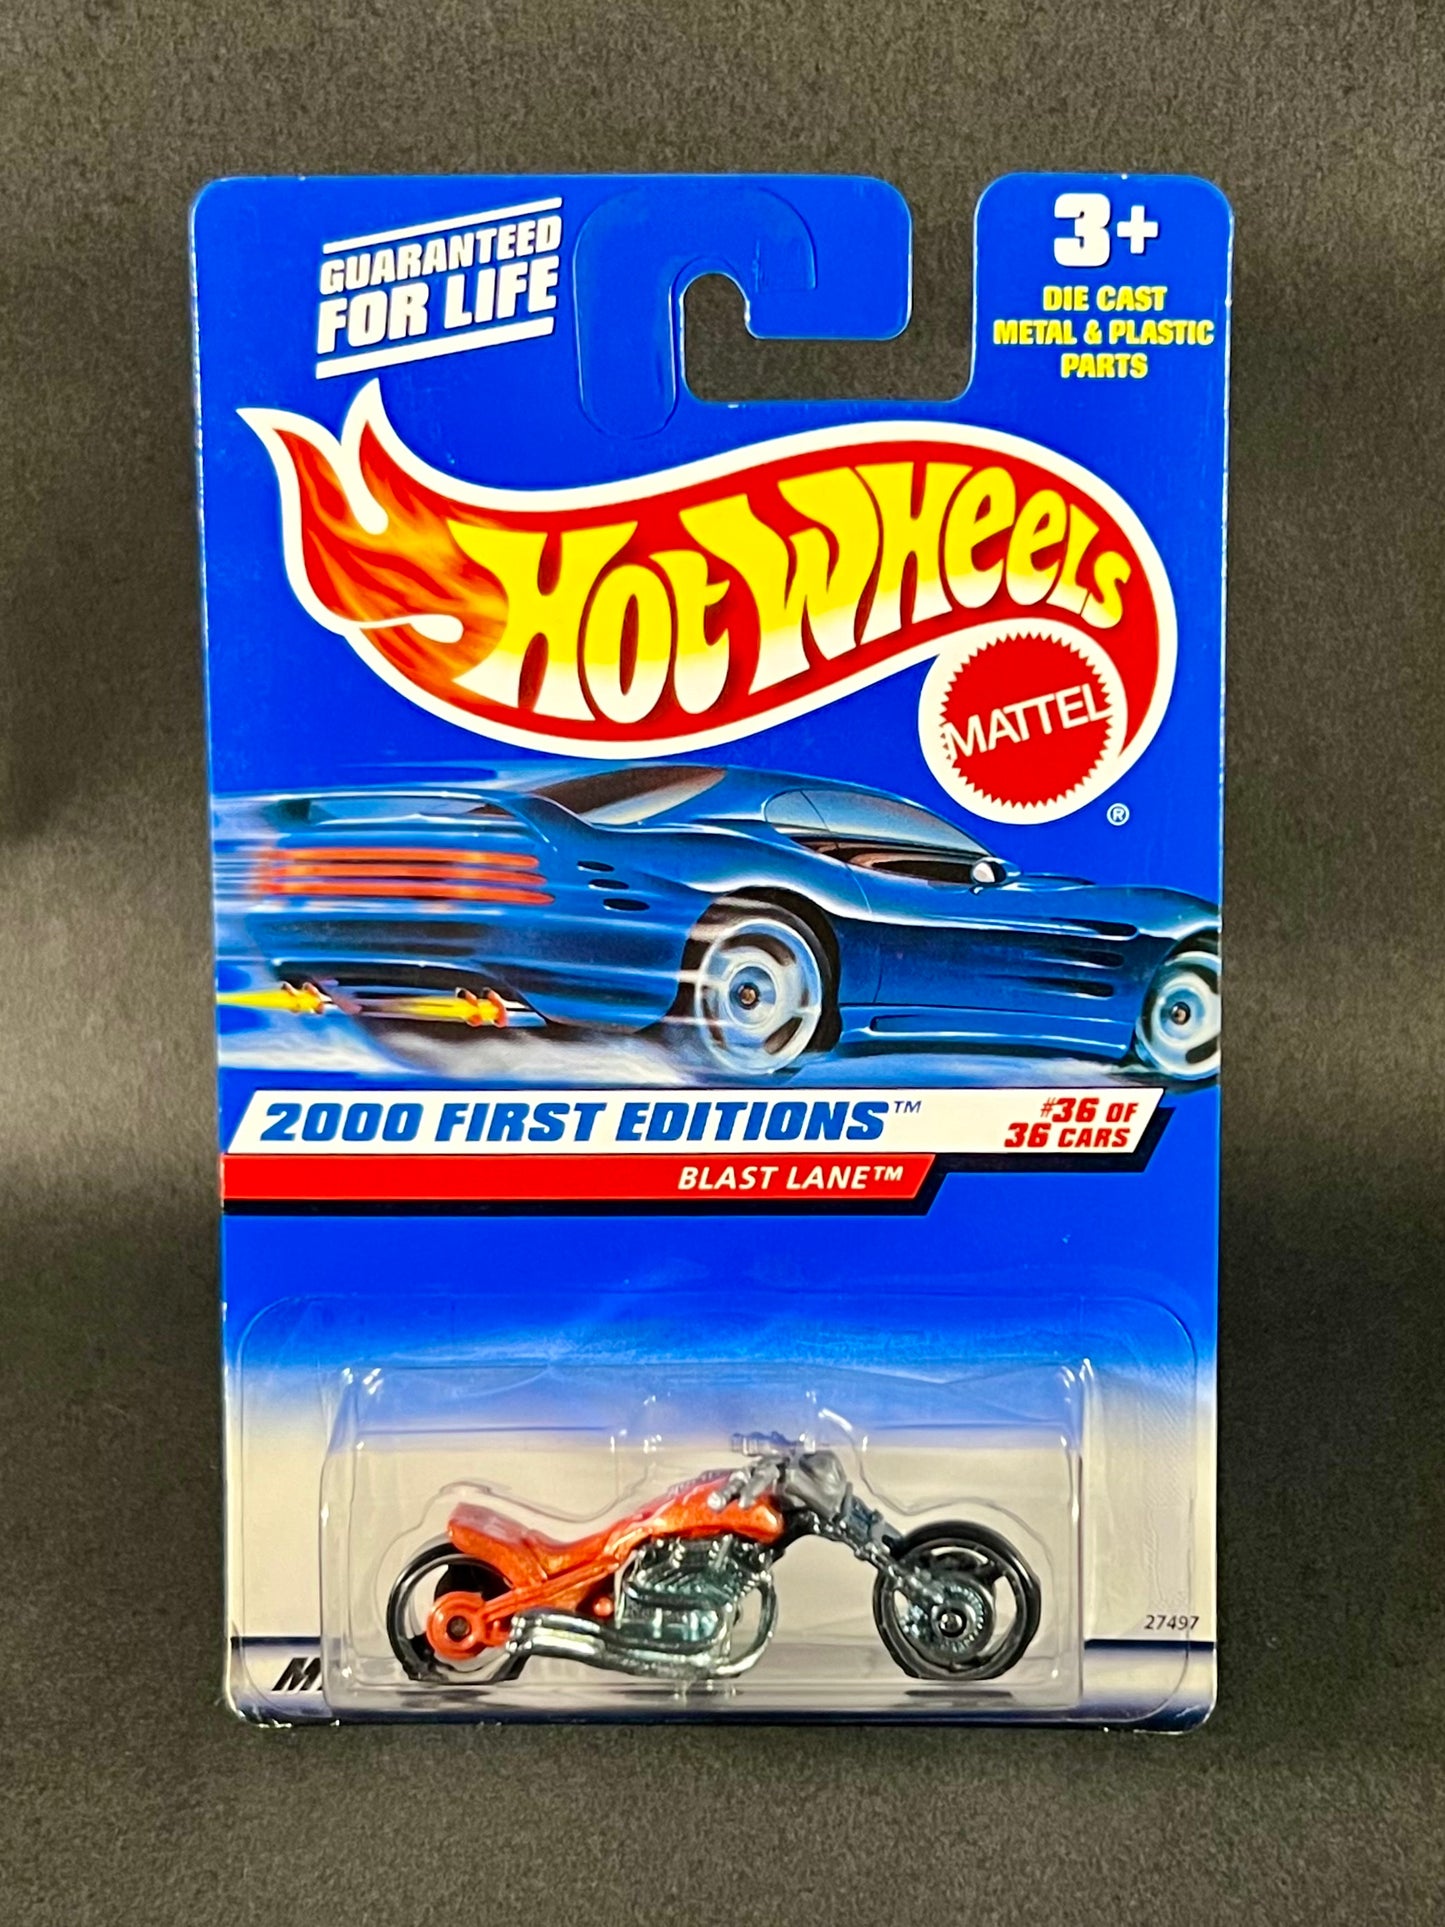 GUARANTEED
FOR LIFE
3+
DIE CAST
METAL & PLASTIC
PARTS
HOT WHEELS
MATTEL
®
2000 FIRST EDITIONS™
#36 OF
36 CARS
BLAST LANE™
27497